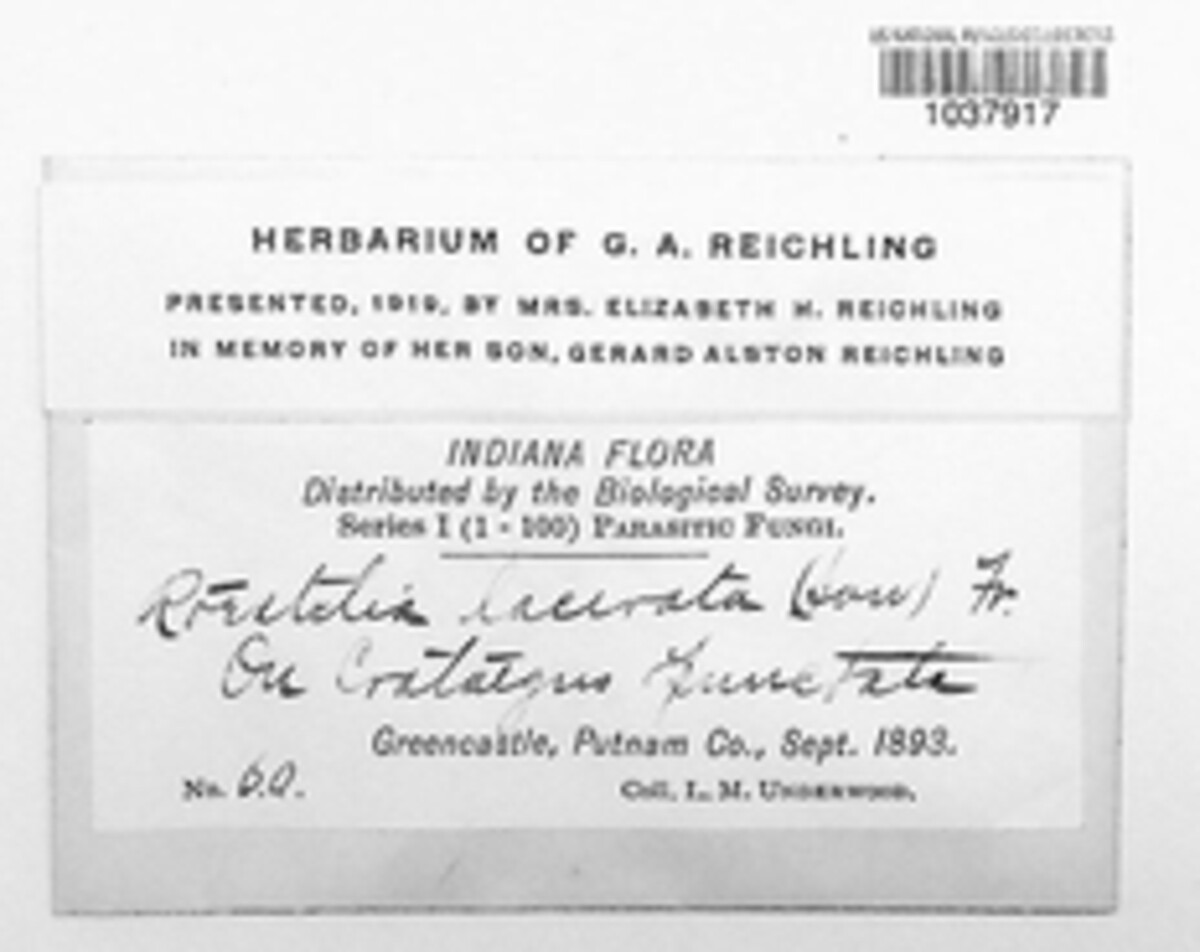 1037917
HERBARIUM OF G. A. REICHLING
PRESENTED, 1919, BY MRS. ELIZABETH H. REICHLING
IN MEMORY OF HER SON, GERARD ALSTON REICHLING
INDIANA FLORA
Distributed by the Biological Survey.
Series I (1 - 100) PARASITIC FUNGI.
Roestelia lacerata (Sow) Fr.
On Crataegus punctata
Greencastle, Putnam Co., Sept. 1893.
No. 60. Coll. L. M. UNDERWOOD.